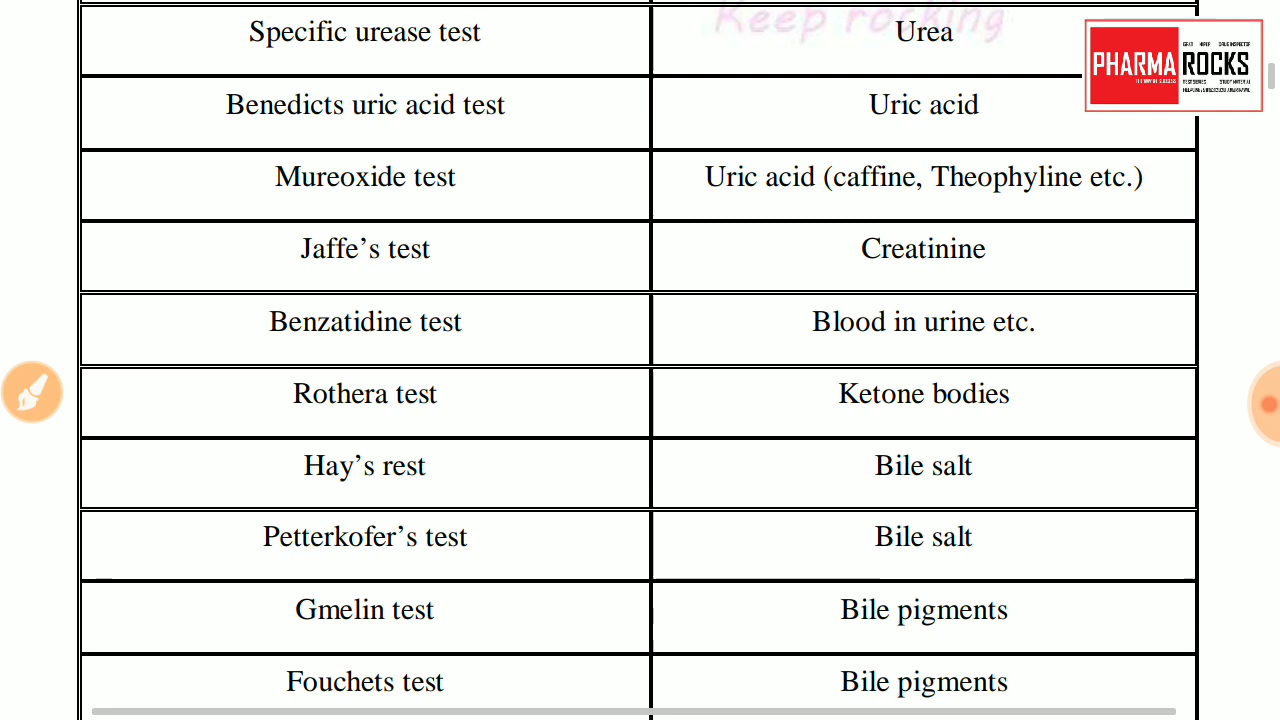 Keep rocking
Specific urease test Urea
PHARMA ROCKS
Benedicts uric acid test Uric acid
Mureoxide test Uric acid (caffine, Theophyline etc.)
Jaffe’s test Creatinine
Benzatidine test Blood in urine etc.
Rothera test Ketone bodies
Hay’s rest Bile salt
Petterkofer’s test Bile salt
Gmelin test Bile pigments
Fouchets test Bile pigments